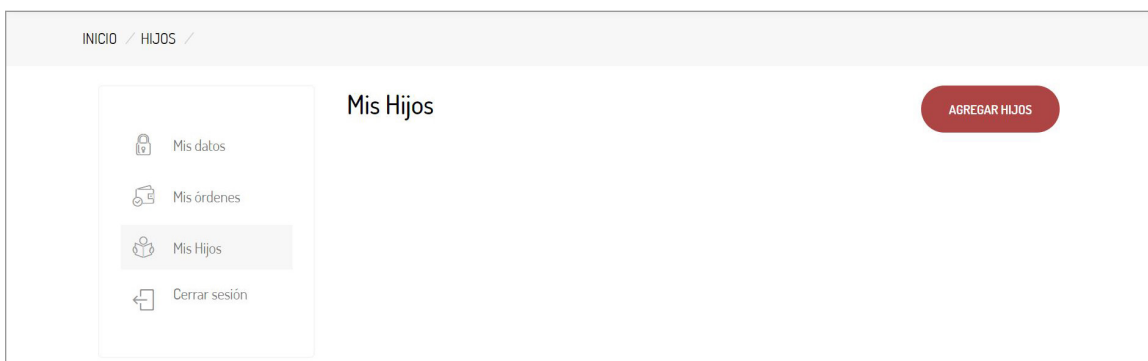 INICIO / HIJOS /
Mis Hijos
AGREGAR HIJOS
Mis datos
Mis órdenes
Mis Hijos
Cerrar sesión